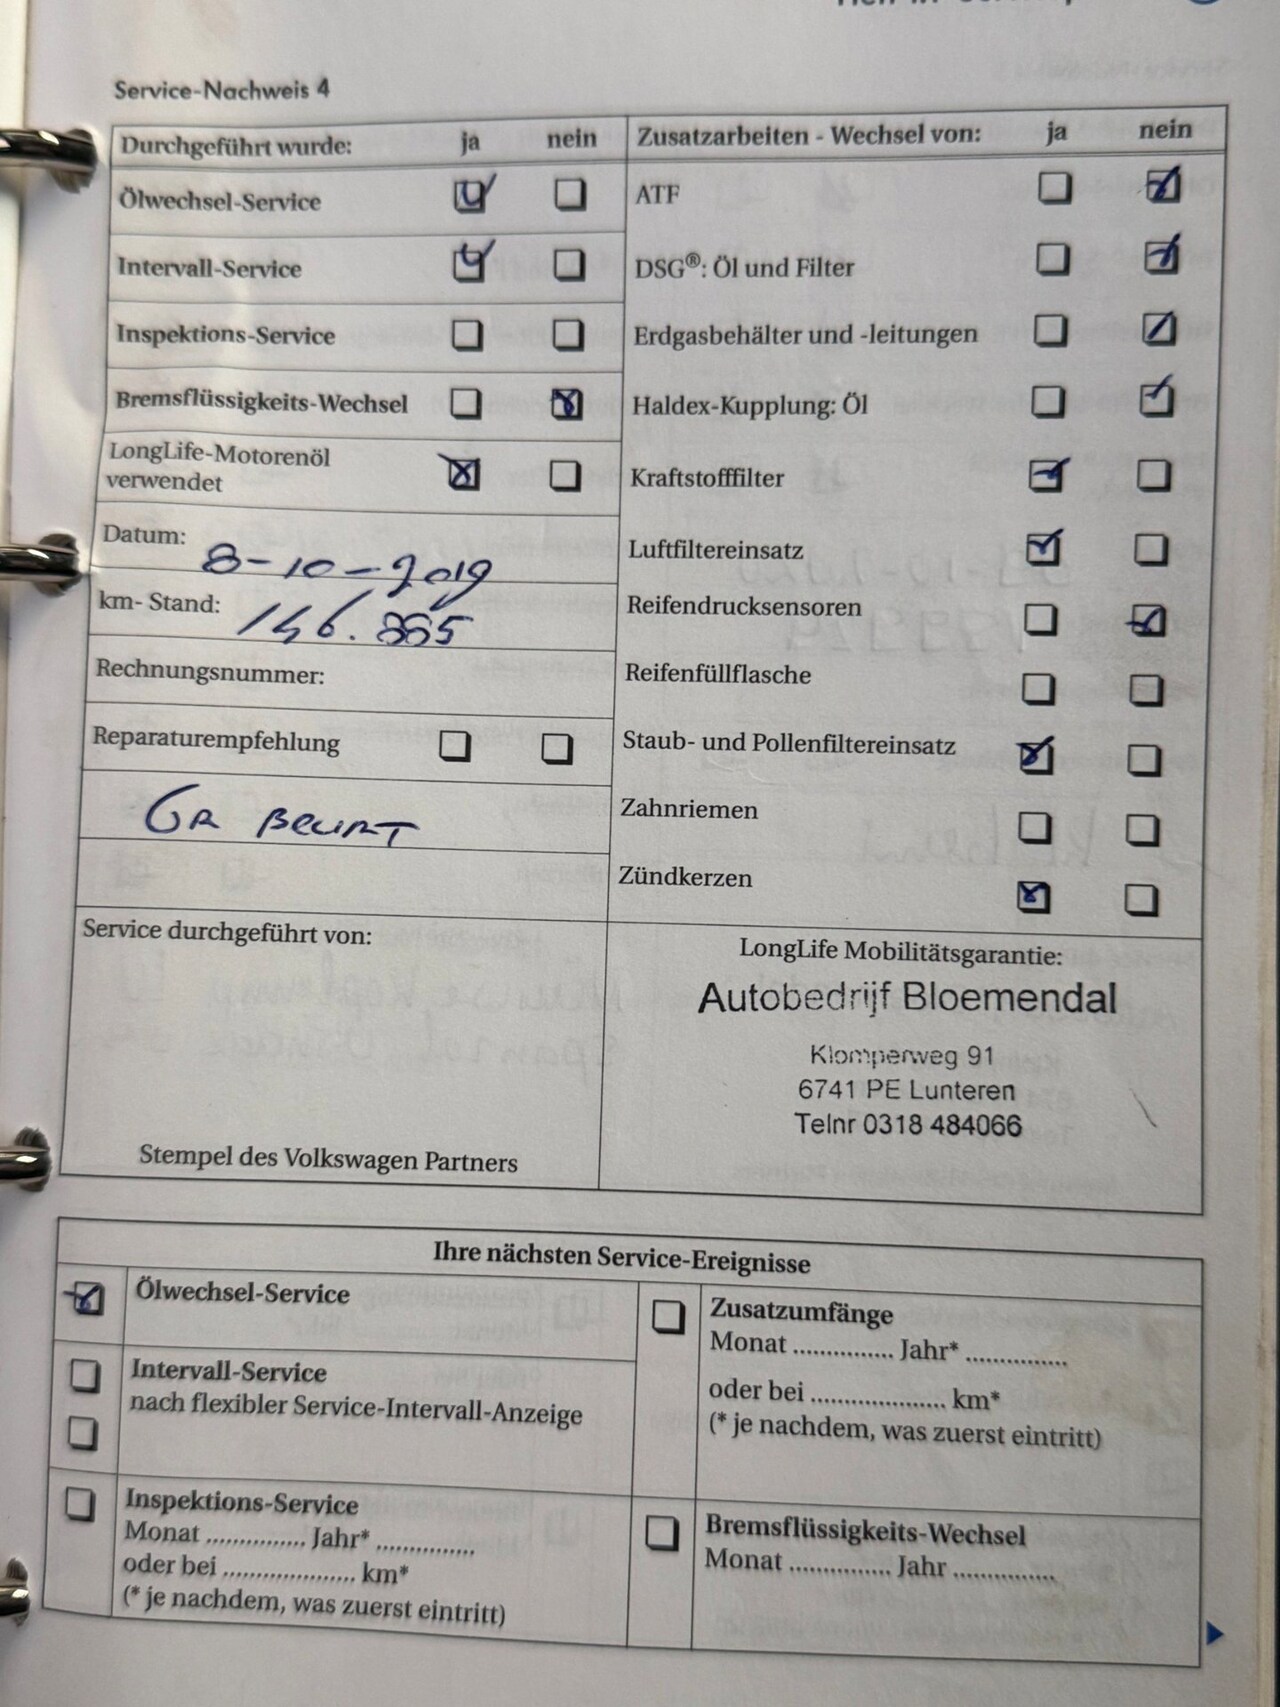 Service-Nachweis 4
Durchgeführt wurde: ja nein
Ölwechsel-Service
Intervall-Service
Inspektions-Service
Bremsflüssigkeits-Wechsel
LongLife-Motorenöl
verwendet
Datum: 8-10-2019
km- Stand: 146.885
Rechnungsnummer:
Reparaturempfehlung
GR BEURT
Zusatzarbeiten - Wechsel von: ja nein
ATF
DSG®: Öl und Filter
Erdgasbehälter und -leitungen
Haldex-Kupplung: Öl
Kraftstofffilter
Luftfiltereinsatz
Reifendrucksensoren
Reifenfüllflasche
Staub- und Pollenfiltereinsatz
Zahnriemen
Zündkerzen
Service durchgeführt von:
Stempel des Volkswagen Partners
LongLife Mobilitätsgarantie:
Autobedrijf Bloemendal
Klomperweg 91
6741 PE Lunteren
Telnr 0318 484066
Ihre nächsten Service-Ereignisse
Ölwechsel-Service
Intervall-Service
nach flexibler Service-Intervall-Anzeige
Inspektions-Service
Monat ............... Jahr* ...............
oder bei ..................... km*
(* je nachdem, was zuerst eintritt)
Zusatzumfänge
Monat ............... Jahr* ...............
oder bei ..................... km*
(* je nachdem, was zuerst eintritt)
Bremsflüssigkeits-Wechsel
Monat ............... Jahr ...............